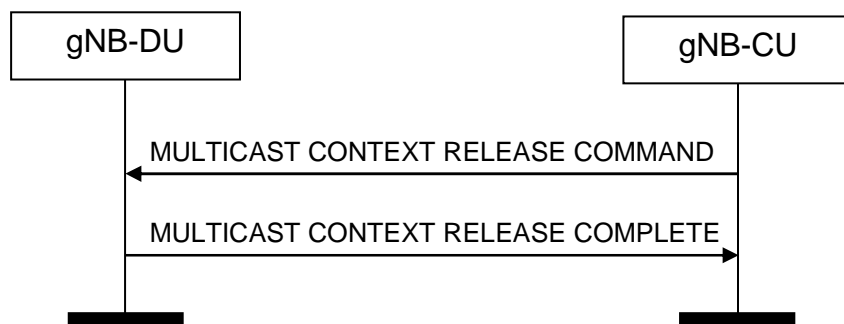 gNB-DU
gNB-CU
MULTICAST CONTEXT RELEASE COMMAND
MULTICAST CONTEXT RELEASE COMPLETE